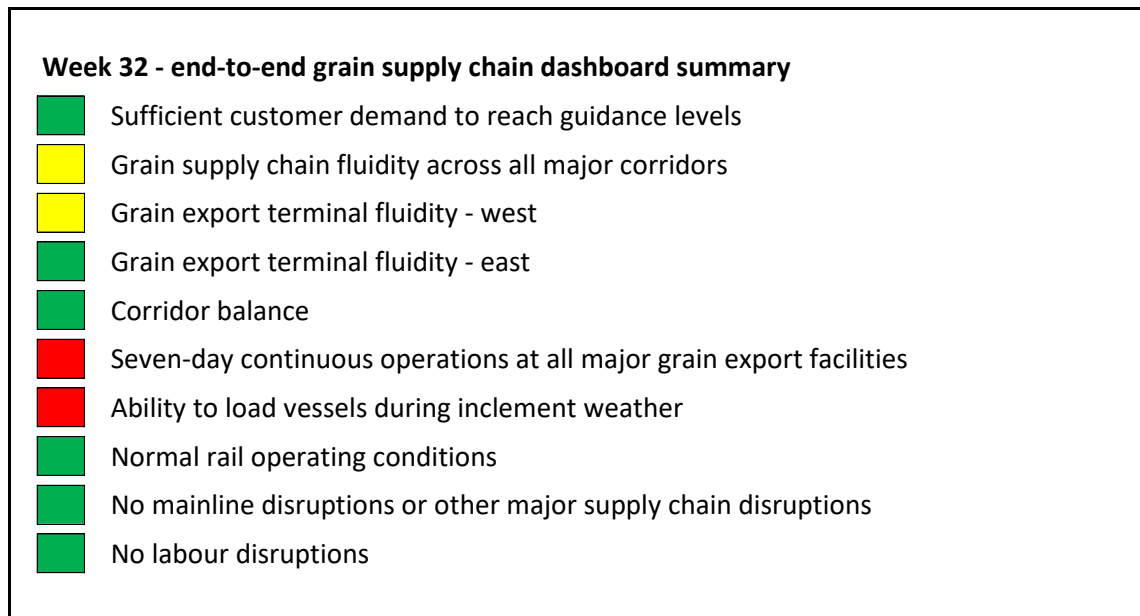 Week 32 - end-to-end grain supply chain dashboard summary
Sufficient customer demand to reach guidance levels
Grain supply chain fluidity across all major corridors
Grain export terminal fluidity - west
Grain export terminal fluidity - east
Corridor balance
Seven-day continuous operations at all major grain export facilities
Ability to load vessels during inclement weather
Normal rail operating conditions
No mainline disruptions or other major supply chain disruptions
No labour disruptions